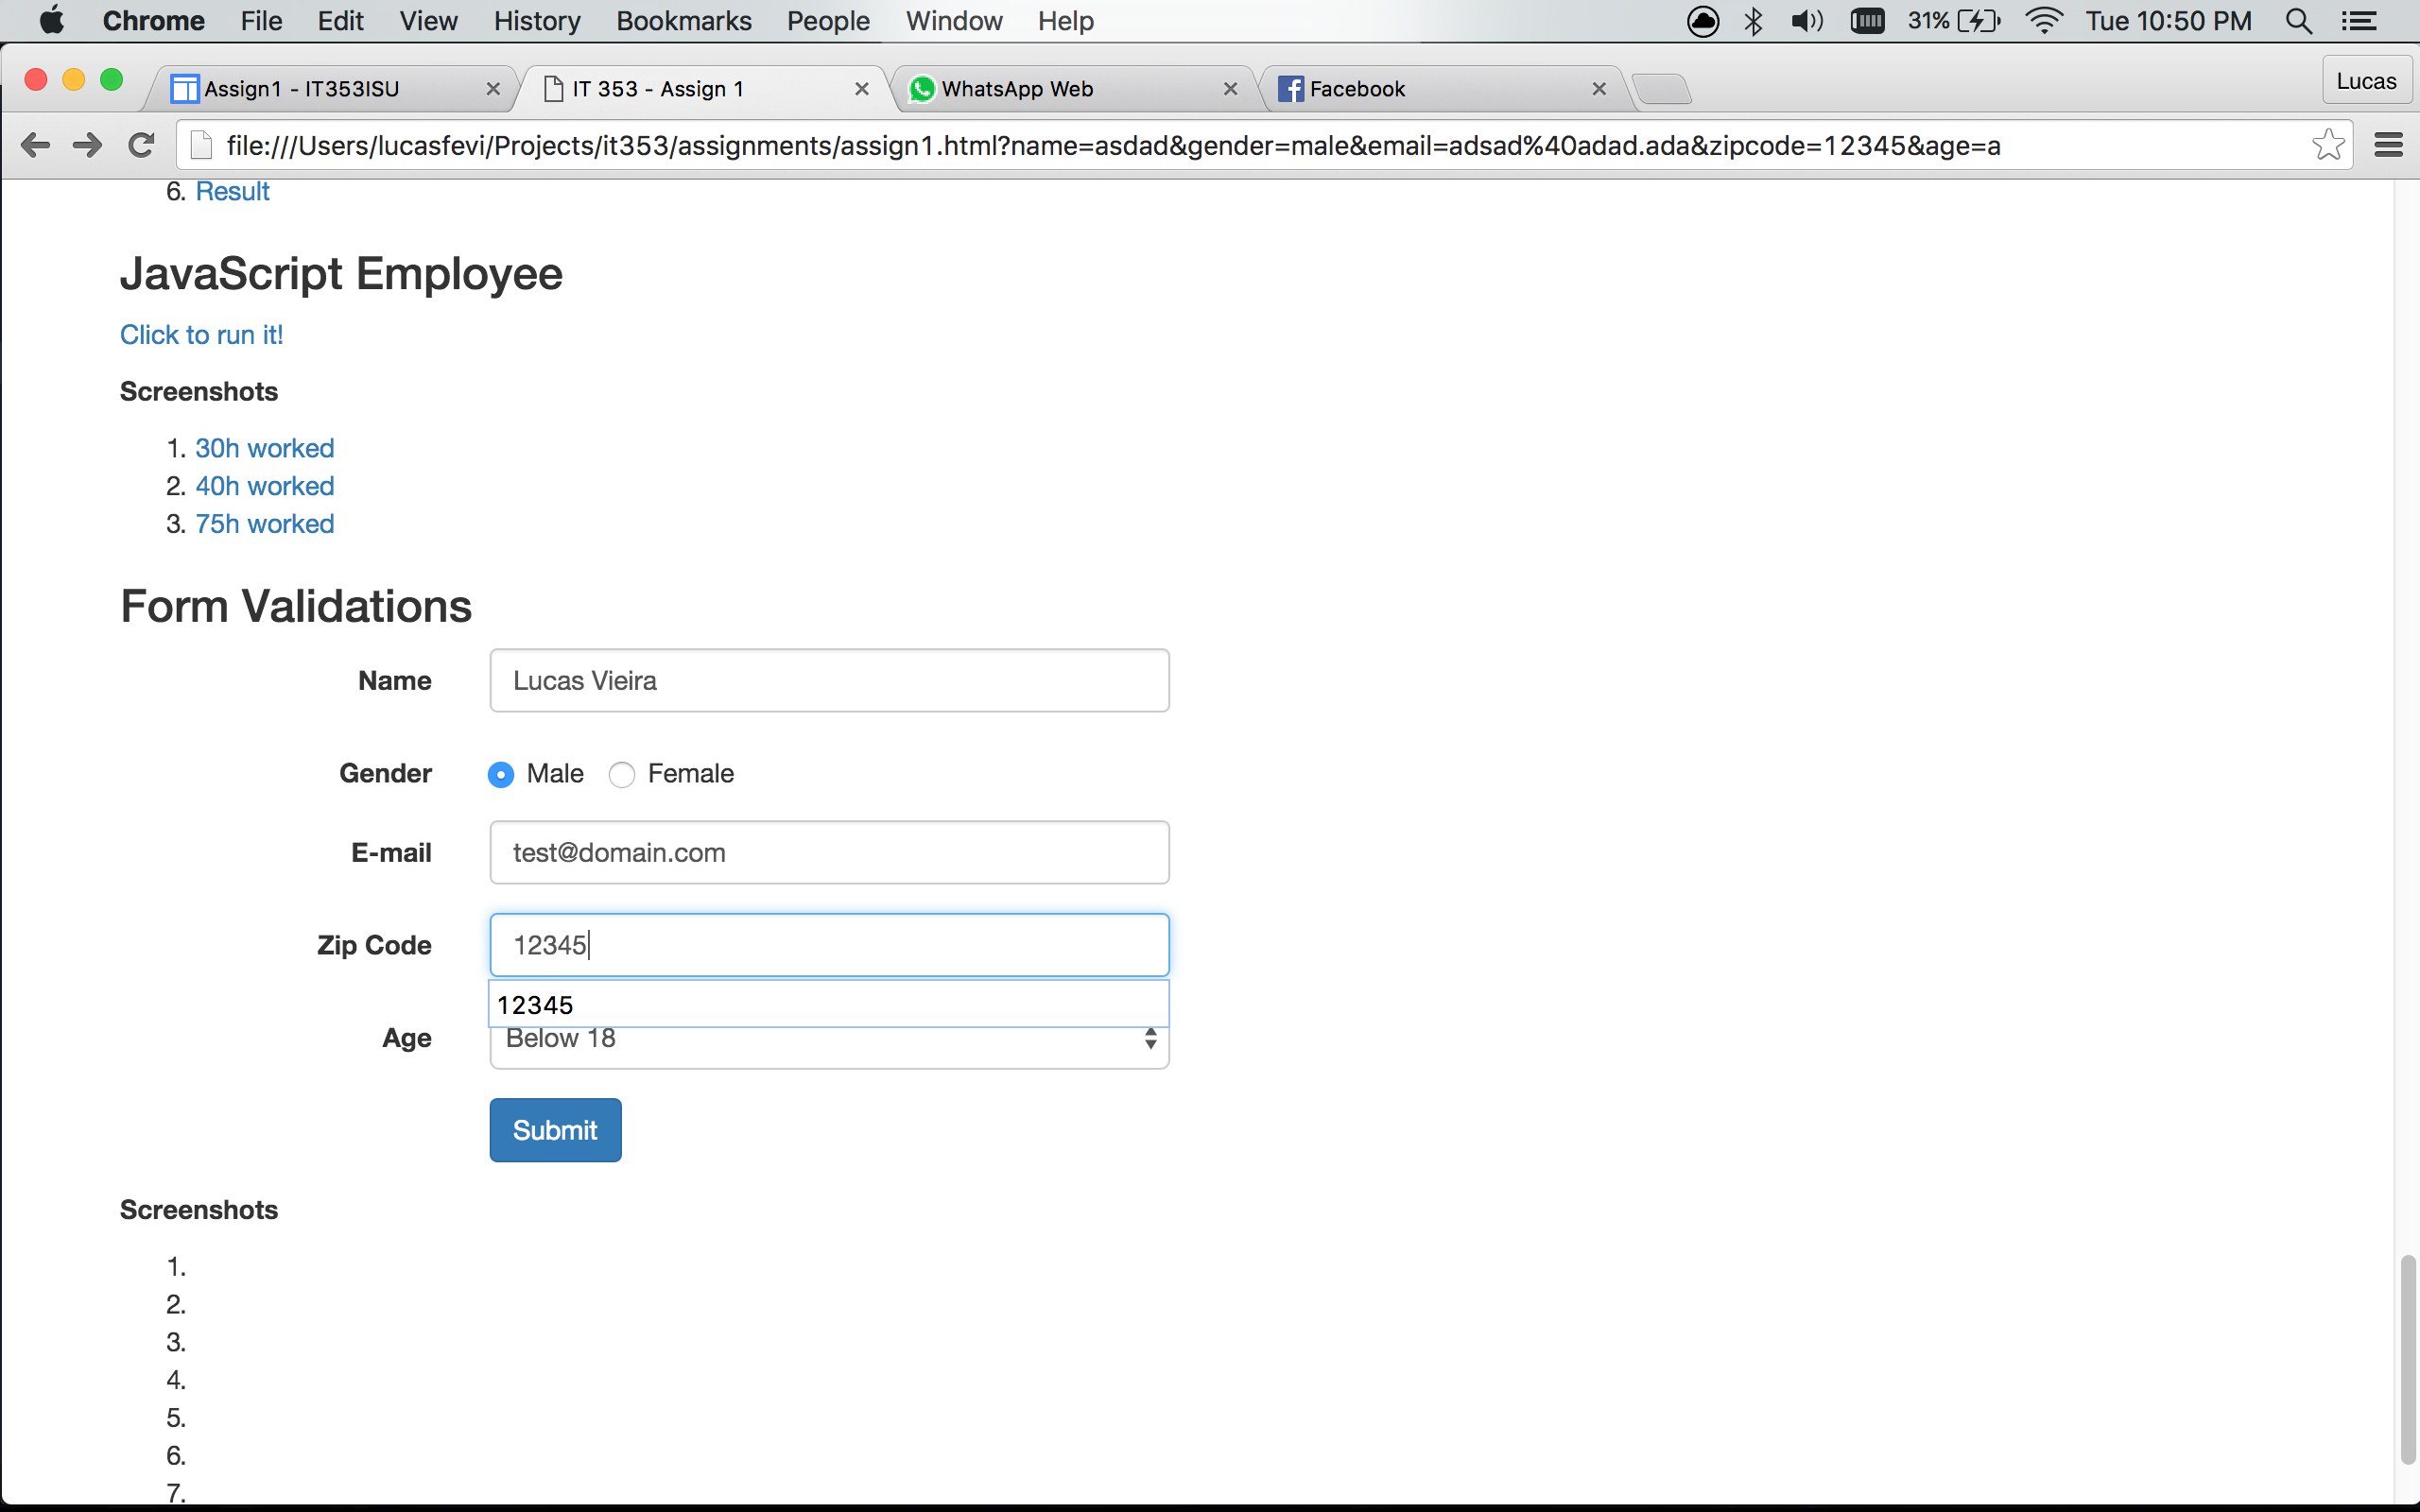 Chrome File Edit View History Bookmarks People Window Help 31% Tue 10:50 PM
Assign1 - IT353ISU IT 353 - Assign 1 WhatsApp Web Facebook Lucas
file:///Users/lucasfevi/Projects/it353/assignments/assign1.html?name=asdad&gender=male&email=adsad%40adad.ada&zipcode=12345&age=a
6. Result
JavaScript Employee
Click to run it!
Screenshots
1. 30h worked
2. 40h worked
3. 75h worked
Form Validations
Name Lucas Vieira
Gender Male Female
E-mail test@domain.com
Zip Code 12345
12345
Age Below 18
Submit
Screenshots
1.
2.
3.
4.
5.
6.
7.